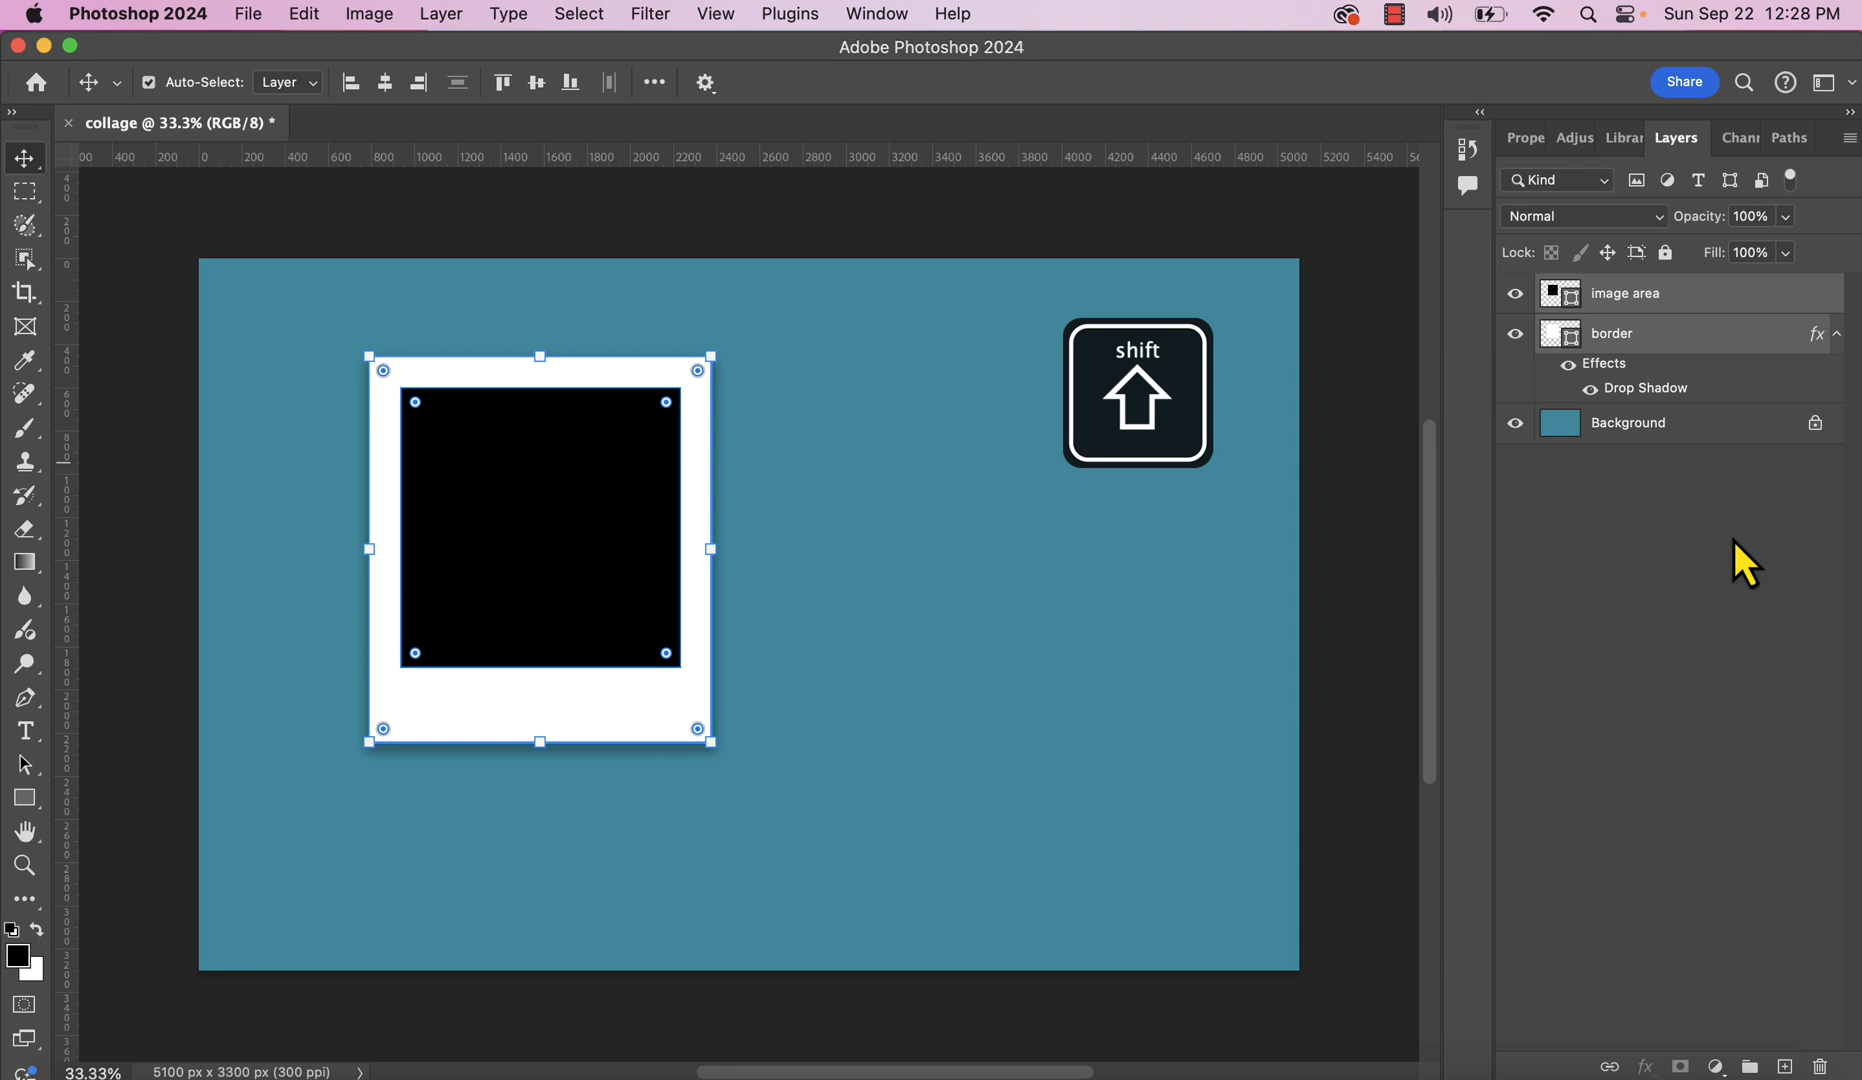 Photoshop 2024 File Edit Image Layer Type Select Filter View Plugins Window Help Sun Sep 22 12:28 PM
Adobe Photoshop 2024
Auto-Select: Layer Share
collage @ 33.3% (RGB/8) *
Prope Adjus Librar Layers Chann Paths
00 400 200 0 200 400 600 800 1000 1200 1400 1600 1800 2000 2200 2400 2600 2800 3000 3200 3400 3600 3800 4000 4200 4400 4600 4800 5000 5200 5400
Kind
Normal Opacity: 100%
Lock: Fill: 100%
image area
border fx
Effects
Drop Shadow
Background
shift
33.33% 5100 px x 3300 px (300 ppi)
fx